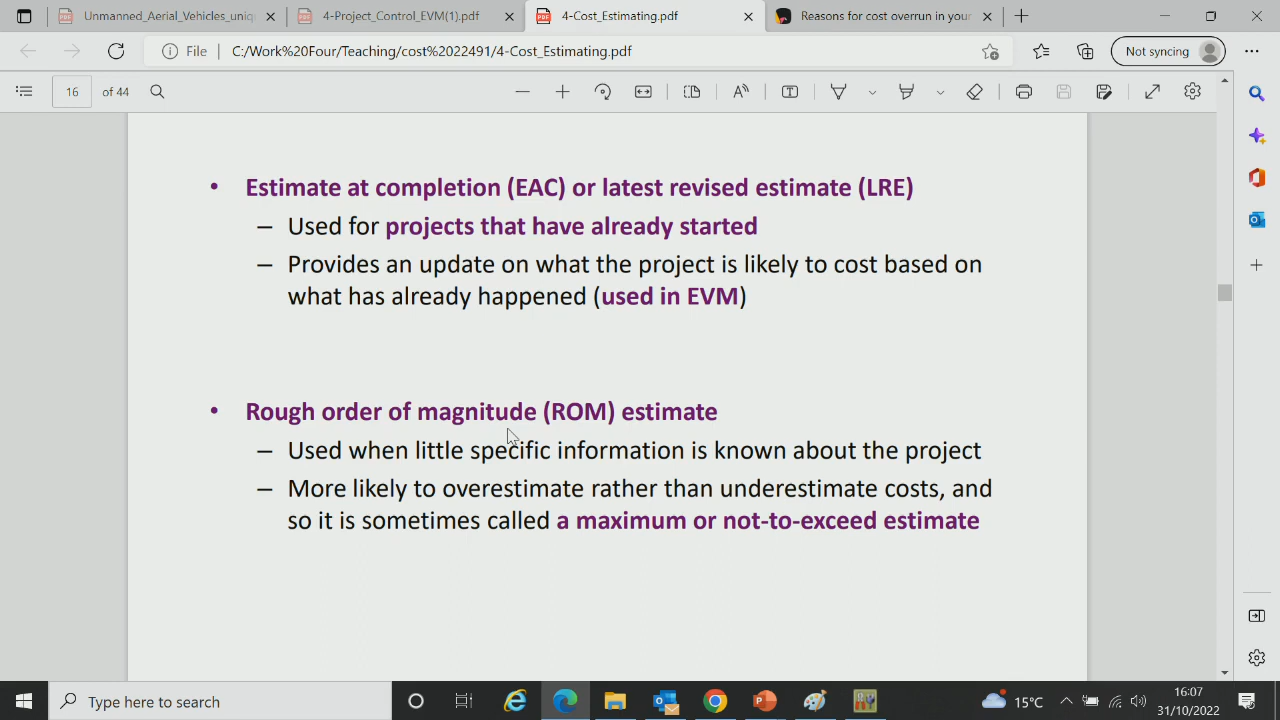 Unmanned_Aerial_Vehicles_uniq
4-Project_Control_EVM(1).pdf
4-Cost_Estimating.pdf
Reasons for cost overrun in your
File
C:/Work%20Four/Teaching/cost%2022491/4-Cost_Estimating.pdf
Not syncing
16 of 44
• Estimate at completion (EAC) or latest revised estimate (LRE)
– Used for projects that have already started
– Provides an update on what the project is likely to cost based on
what has already happened (used in EVM)
• Rough order of magnitude (ROM) estimate
– Used when little specific information is known about the project
– More likely to overestimate rather than underestimate costs, and
so it is sometimes called a maximum or not-to-exceed estimate
Type here to search
15°C
16:07
31/10/2022